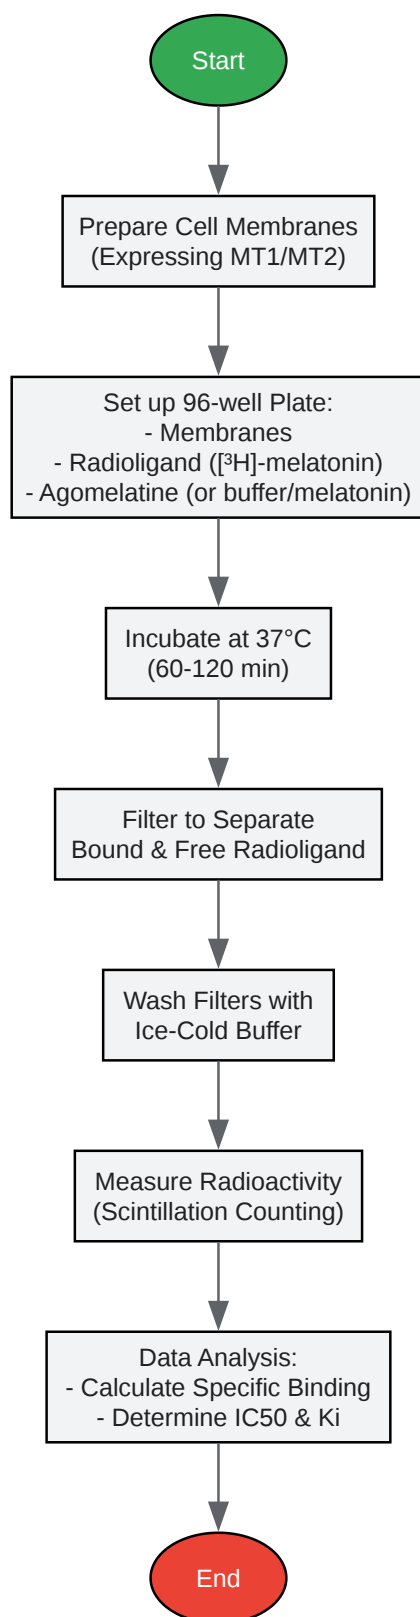 Start
Prepare Cell Membranes
(Expressing MT1/MT2)
Set up 96-well Plate:
- Membranes
- Radioligand ([³H]-melatonin)
- Agomelatine (or buffer/melatonin)
Incubate at 37°C
(60-120 min)
Filter to Separate
Bound & Free Radioligand
Wash Filters with
Ice-Cold Buffer
Measure Radioactivity
(Scintillation Counting)
Data Analysis:
- Calculate Specific Binding
- Determine IC50 & Ki
End